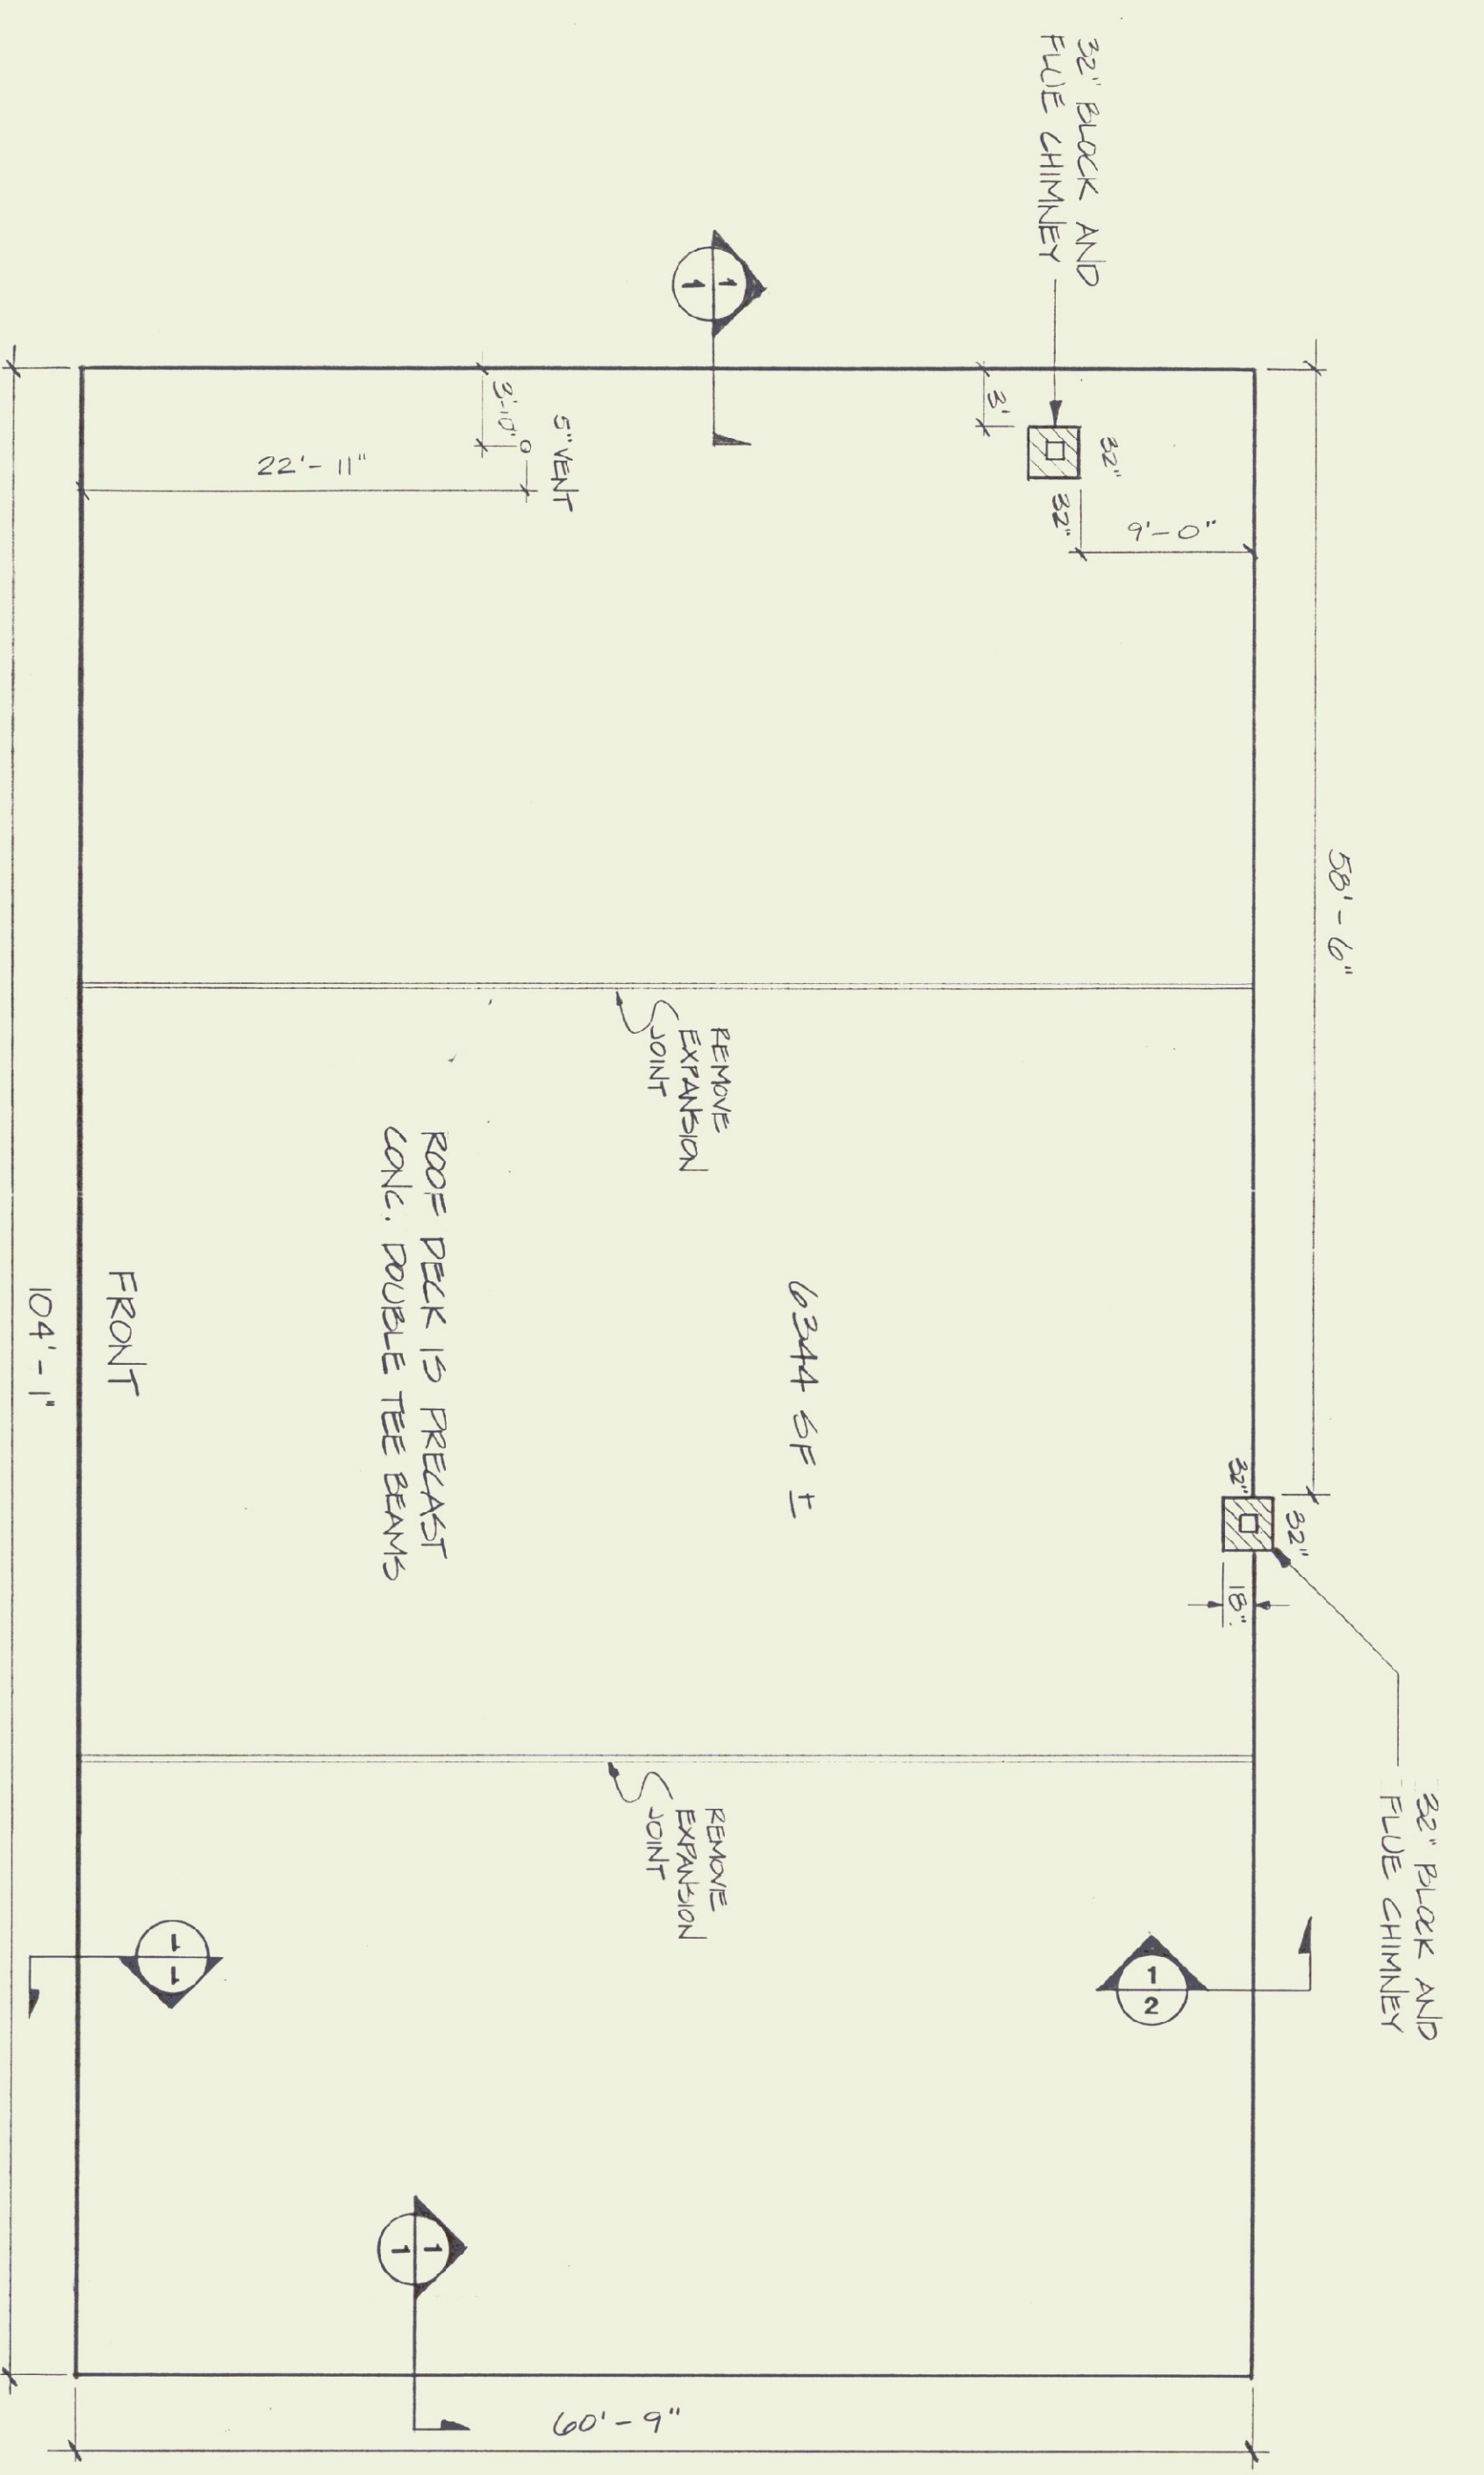 32" BLOCK AND
FLUE CHIMNEY
58'-6"
32" BLOCK AND
FLUE CHIMNEY
32"
32"
9'-0"
3'
32"
32"
18"
1
1
5" VENT
3'-10"
22'-11"
REMOVE
EXPANSION
JOINT
6344 SF ±
REMOVE
EXPANSION
JOINT
1
2
ROOF DECK IS PRECAST
CONC. DOUBLE TEE BEAMS
1
1
1
1
60'-9"
FRONT
104'-1"